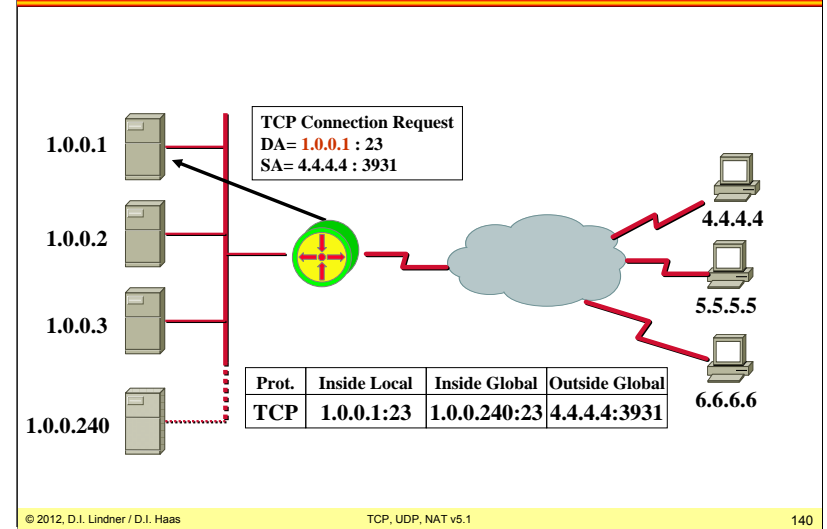 TCP Connection Request
DA= 1.0.0.1 : 23
SA= 4.4.4.4 : 3931
1.0.0.1
1.0.0.2
1.0.0.3
1.0.0.240
4.4.4.4
5.5.5.5
6.6.6.6
Prot. Inside Local Inside Global Outside Global
TCP 1.0.0.1:23 1.0.0.240:23 4.4.4.4:3931
© 2012, D.I. Lindner / D.I. Haas TCP, UDP, NAT v5.1 140